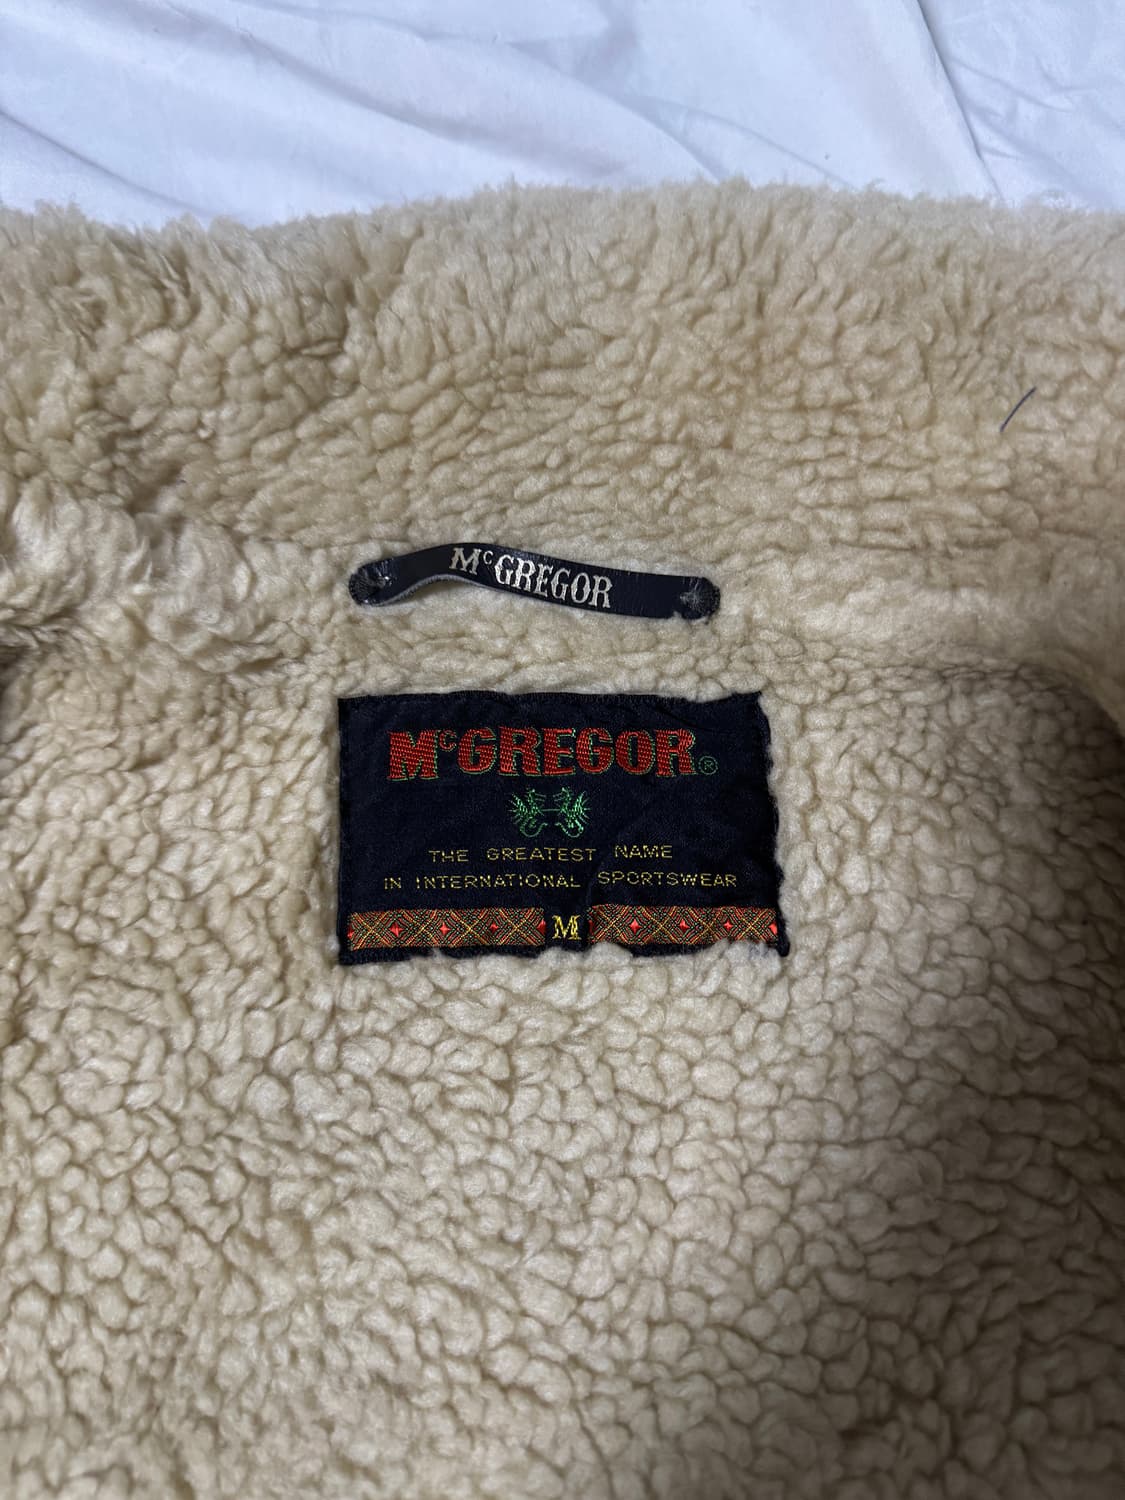 McGREGOR
McGREGOR®
THE GREATEST NAME
IN INTERNATIONAL SPORTSWEAR
M